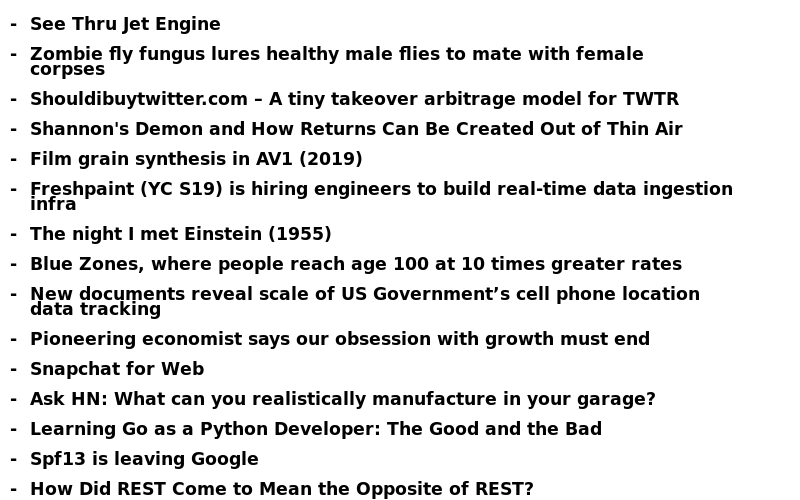 - See Thru Jet Engine
- Zombie fly fungus lures healthy male flies to mate with female
corpses
- Shouldibuytwitter.com – A tiny takeover arbitrage model for TWTR
- Shannon's Demon and How Returns Can Be Created Out of Thin Air
- Film grain synthesis in AV1 (2019)
- Freshpaint (YC S19) is hiring engineers to build real-time data ingestion
infra
- The night I met Einstein (1955)
- Blue Zones, where people reach age 100 at 10 times greater rates
- New documents reveal scale of US Government’s cell phone location
data tracking
- Pioneering economist says our obsession with growth must end
- Snapchat for Web
- Ask HN: What can you realistically manufacture in your garage?
- Learning Go as a Python Developer: The Good and the Bad
- Spf13 is leaving Google
- How Did REST Come to Mean the Opposite of REST?